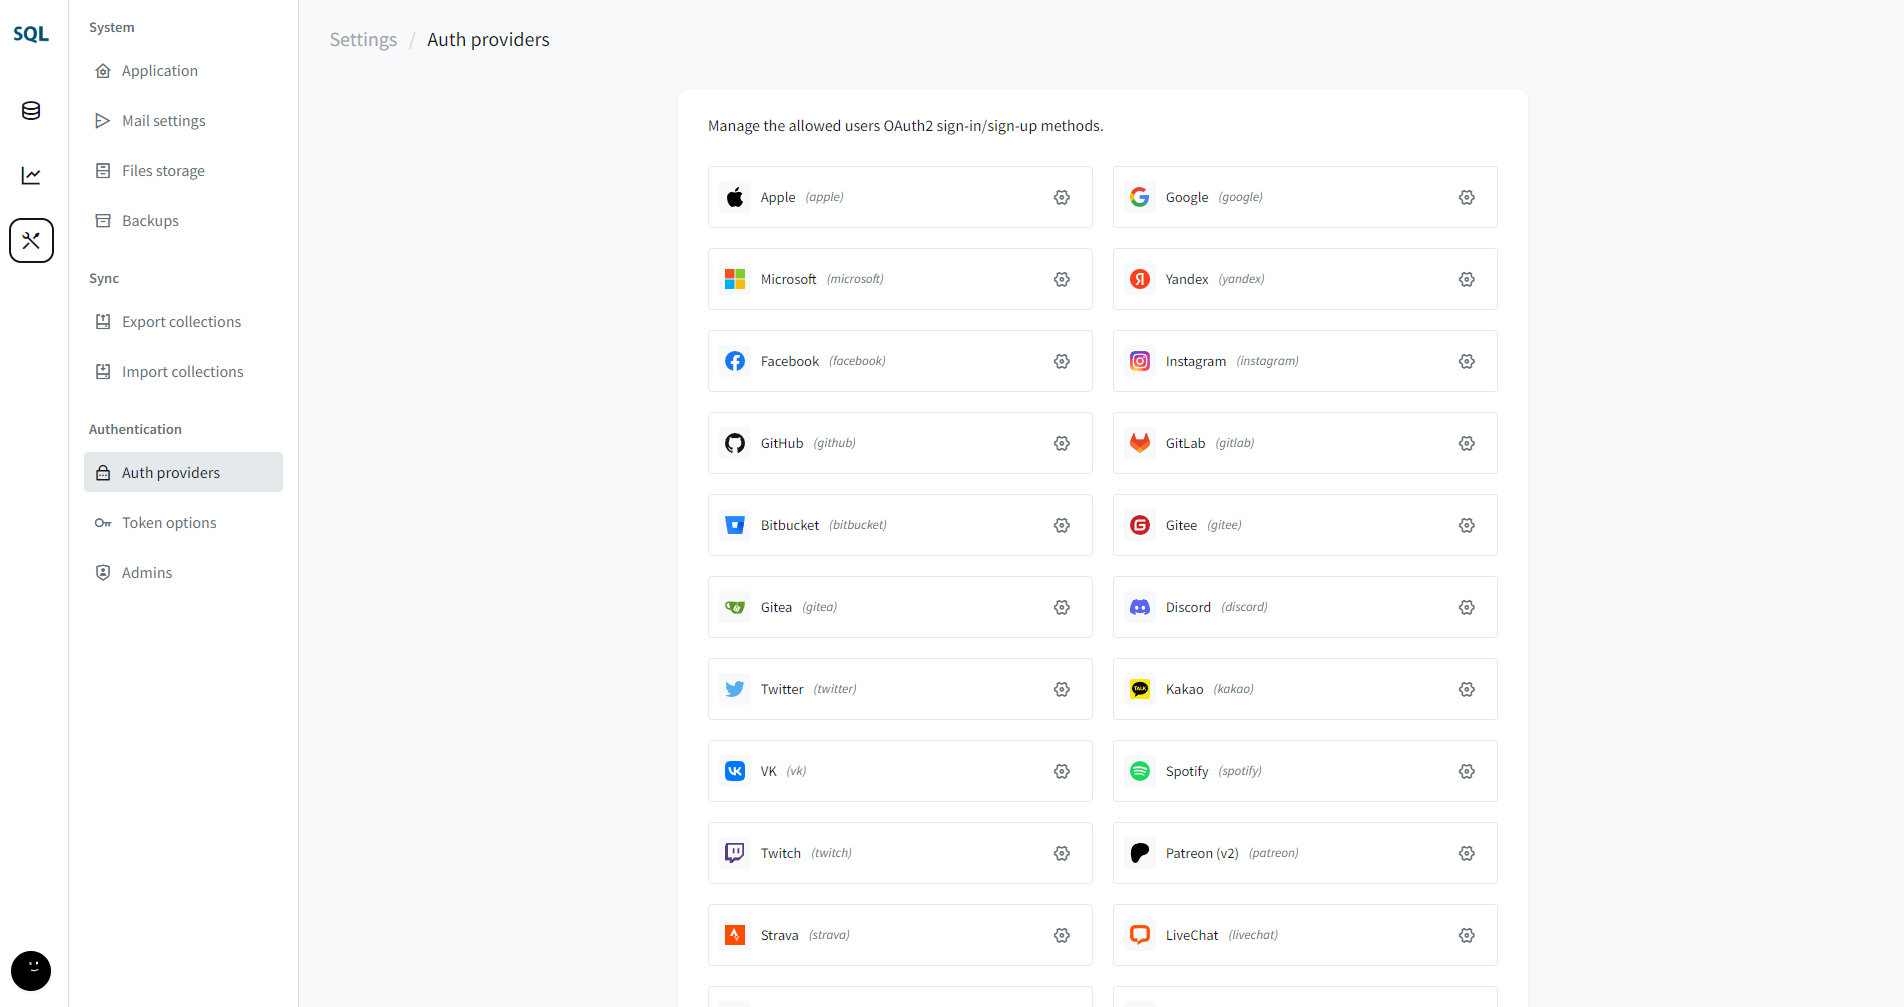 SQL
System
Application
Mail settings
Files storage
Backups
Sync
Export collections
Import collections
Authentication
Auth providers
Token options
Admins
Settings / Auth providers
Manage the allowed users OAuth2 sign-in/sign-up methods.
Apple (apple)
Google (google)
Microsoft (microsoft)
Yandex (yandex)
Facebook (facebook)
Instagram (instagram)
GitHub (github)
GitLab (gitlab)
Bitbucket (bitbucket)
Gitee (gitee)
Gitea (gitea)
Discord (discord)
Twitter (twitter)
TALK
Kakao (kakao)
VK (vk)
Spotify (spotify)
Twitch (twitch)
Patreon (v2) (patreon)
Strava (strava)
LiveChat (livechat)